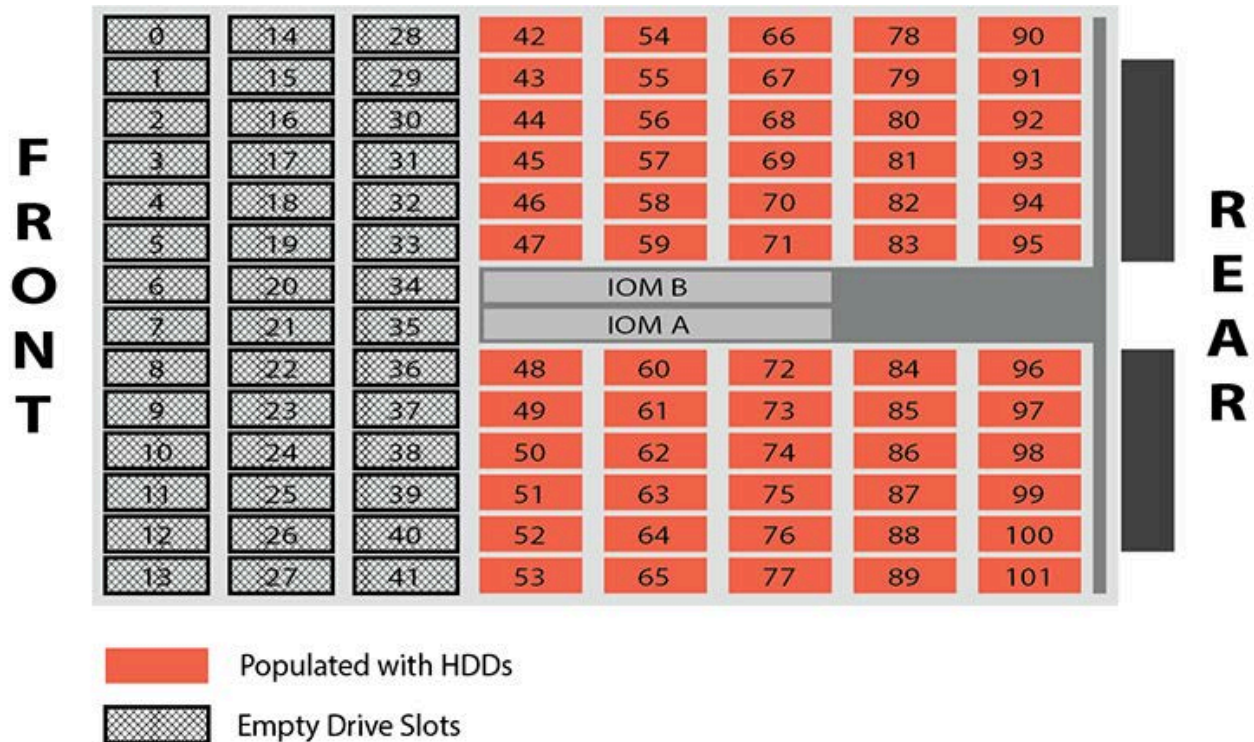 FRONT
REAR
0 14 28 42 54 66 78 90
1 15 29 43 55 67 79 91
2 16 30 44 56 68 80 92
3 17 31 45 57 69 81 93
4 18 32 46 58 70 82 94
5 19 33 47 59 71 83 95
6 20 34 IOM B
7 21 35 IOM A
8 22 36 48 60 72 84 96
9 23 37 49 61 73 85 97
10 24 38 50 62 74 86 98
11 25 39 51 63 75 87 99
12 26 40 52 64 76 88 100
13 27 41 53 65 77 89 101
Populated with HDDs
Empty Drive Slots